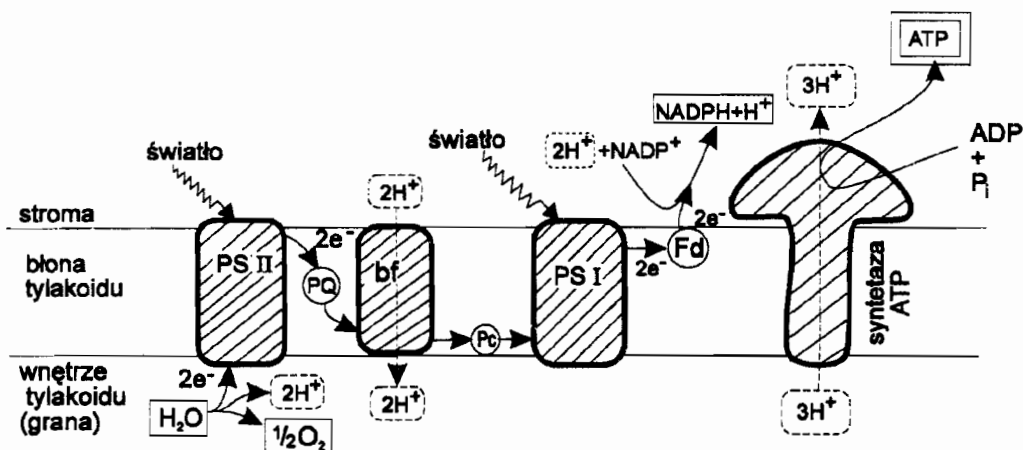 ATP
3H⁺
NADPH+H⁺
ADP
+
Pᵢ
światło
światło
2H⁺ +NADP⁺
2H⁺
stroma
2e⁻
2e⁻
Fd
PS II
bf
PS I
2e⁻
błona
tylakoidu
PQ
syntetaza
ATP
Pc
wnętrze
tylakoidu
(grana)
2e⁻
2H⁺
2H⁺
3H⁺
H₂O
½O₂